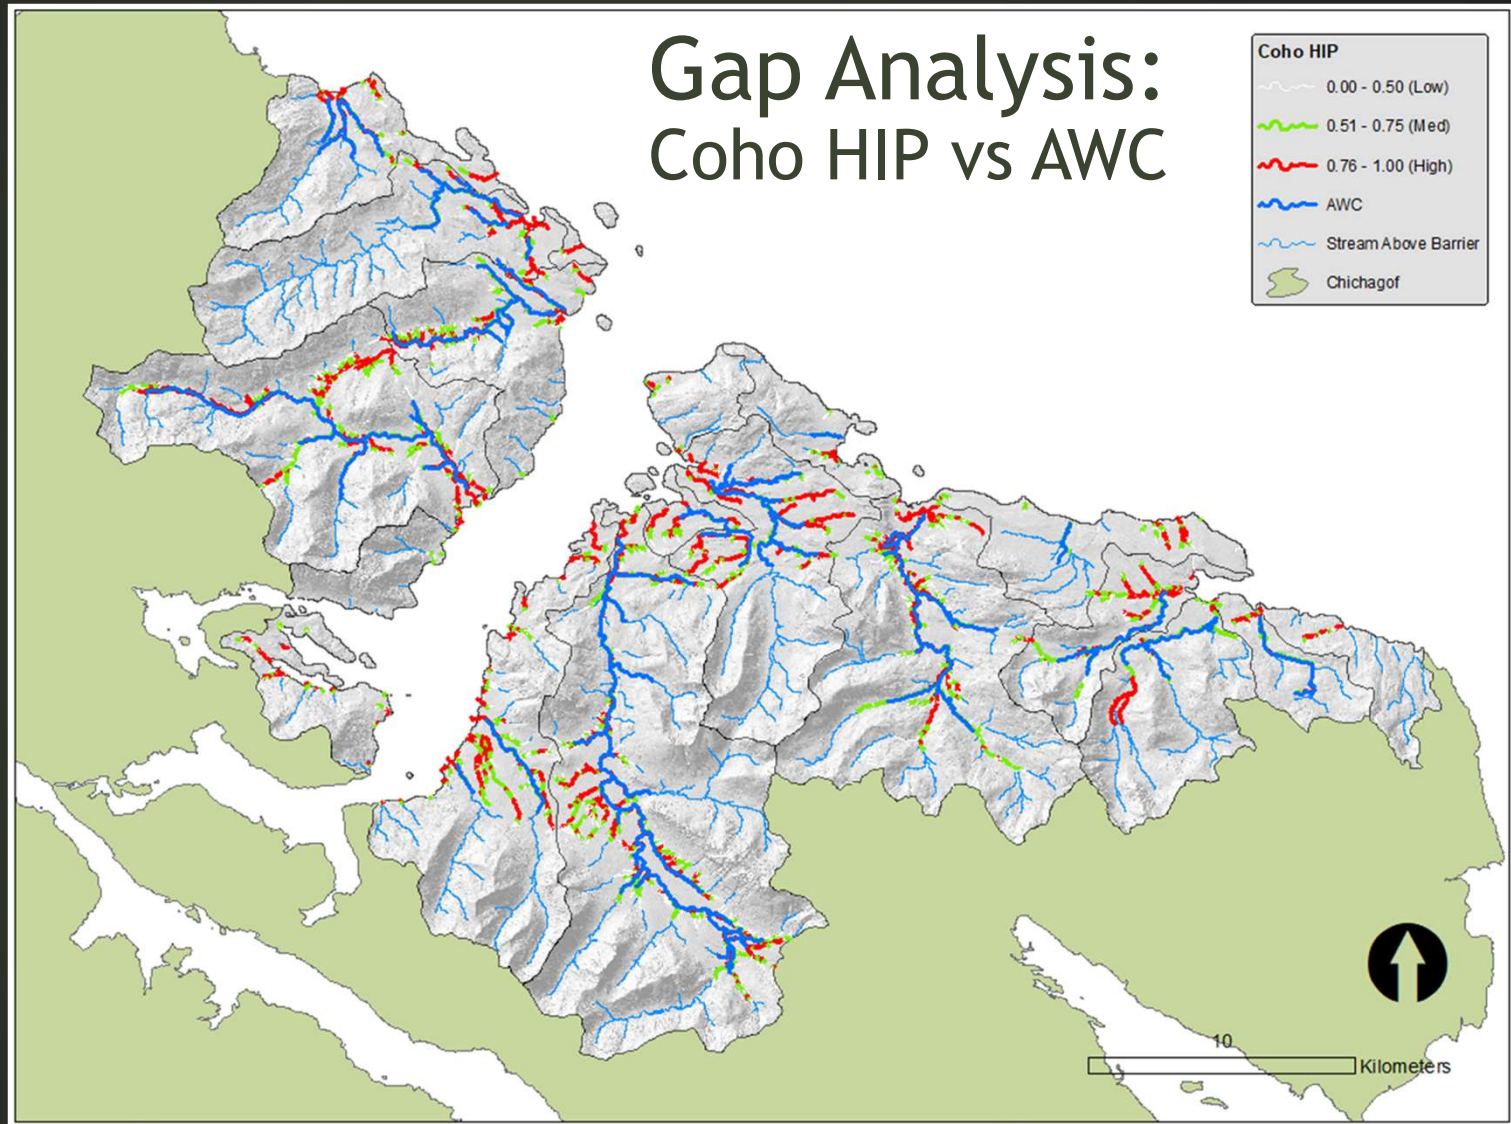 Gap Analysis:
Coho HIP vs AWC
Coho HIP
0.00 - 0.50 (Low)
0.51 - 0.75 (Med)
0.76 - 1.00 (High)
AWC
Stream Above Barrier
Chichagof
10
Kilometers